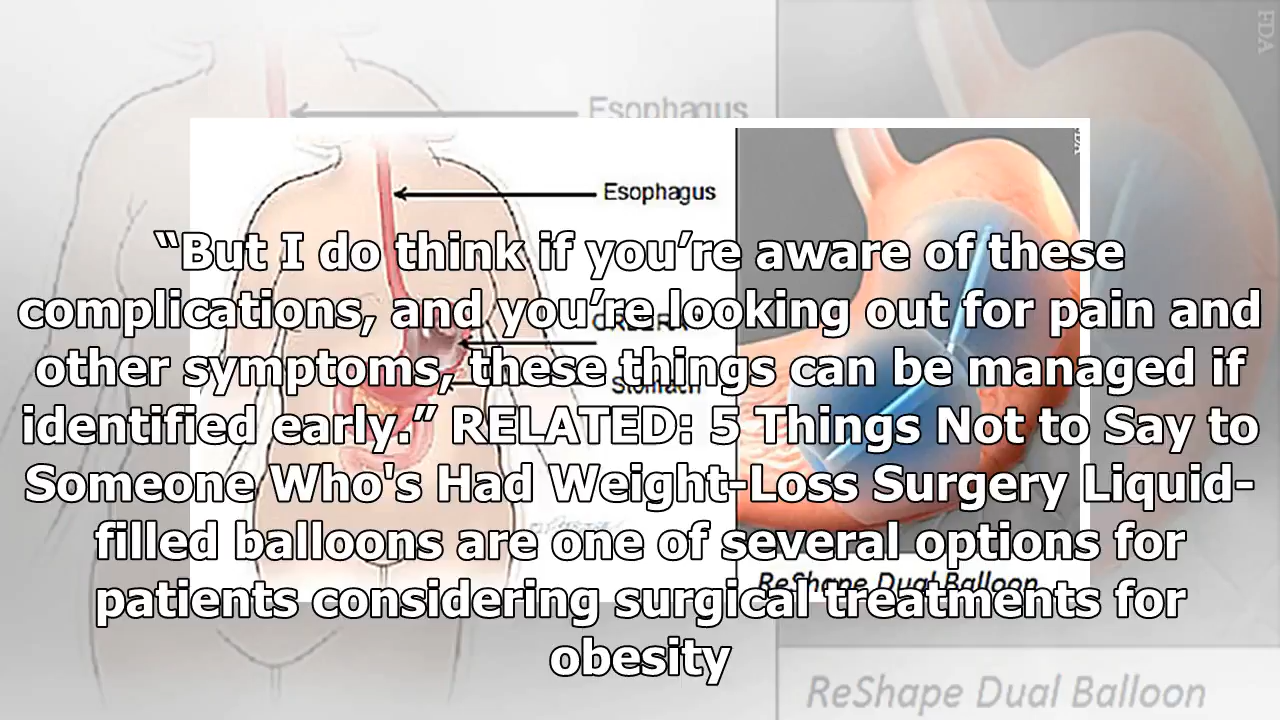 FDA
Esophagus
DA
Esophagus
“But I do think if you’re aware of these
complications, and you’re looking out for pain and
other symptoms, these things can be managed if
Stomach
identified early.” RELATED: 5 Things Not to Say to
Someone Who's Had Weight-Loss Surgery Liquid-
filled balloons are one of several options for
ReShape Dual Balloon
patients considering surgical treatments for
obesity
ReShape Dual Balloon